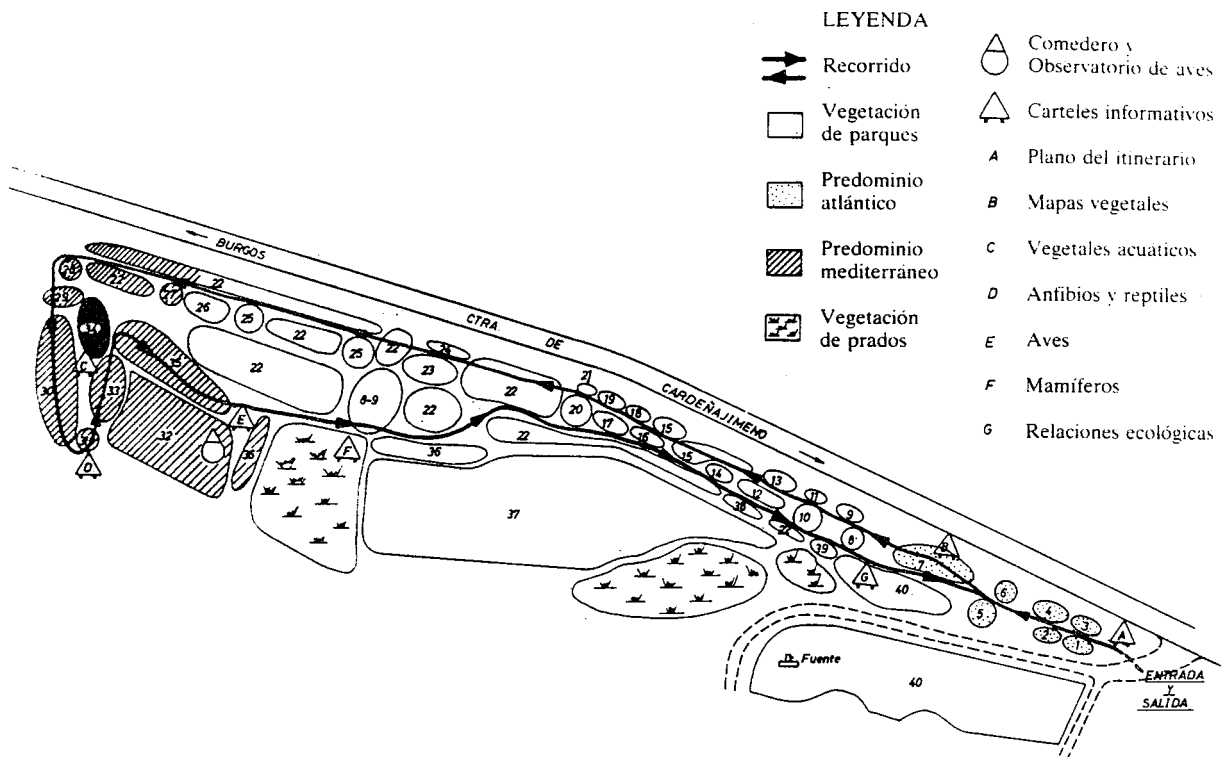 LEYENDA
Recorrido
Vegetación
de parques
Predominio
atlántico
Predominio
mediterráneo
Vegetación
de prados
Comedero y
Observatorio de aves
Carteles informativos
A Plano del itinerario
B Mapas vegetales
C Vegetales acuáticos
D Anfibios y reptiles
E Aves
F Mamíferos
G Relaciones ecológicas
BURGOS
CTRA. DE CARDEÑAJIMENO
22
22
26
25
22
25
22
24
23
22
22
8-9
22
21
20
19
18
17
16
15
15
14
13
12
11
10
9
8
B
7
6
5
4
3
2
1
A
C
33
D
32
E
36
F
36
22
37
38
39
G
40
Fuente
40
ENTRADA
Y
SALIDA